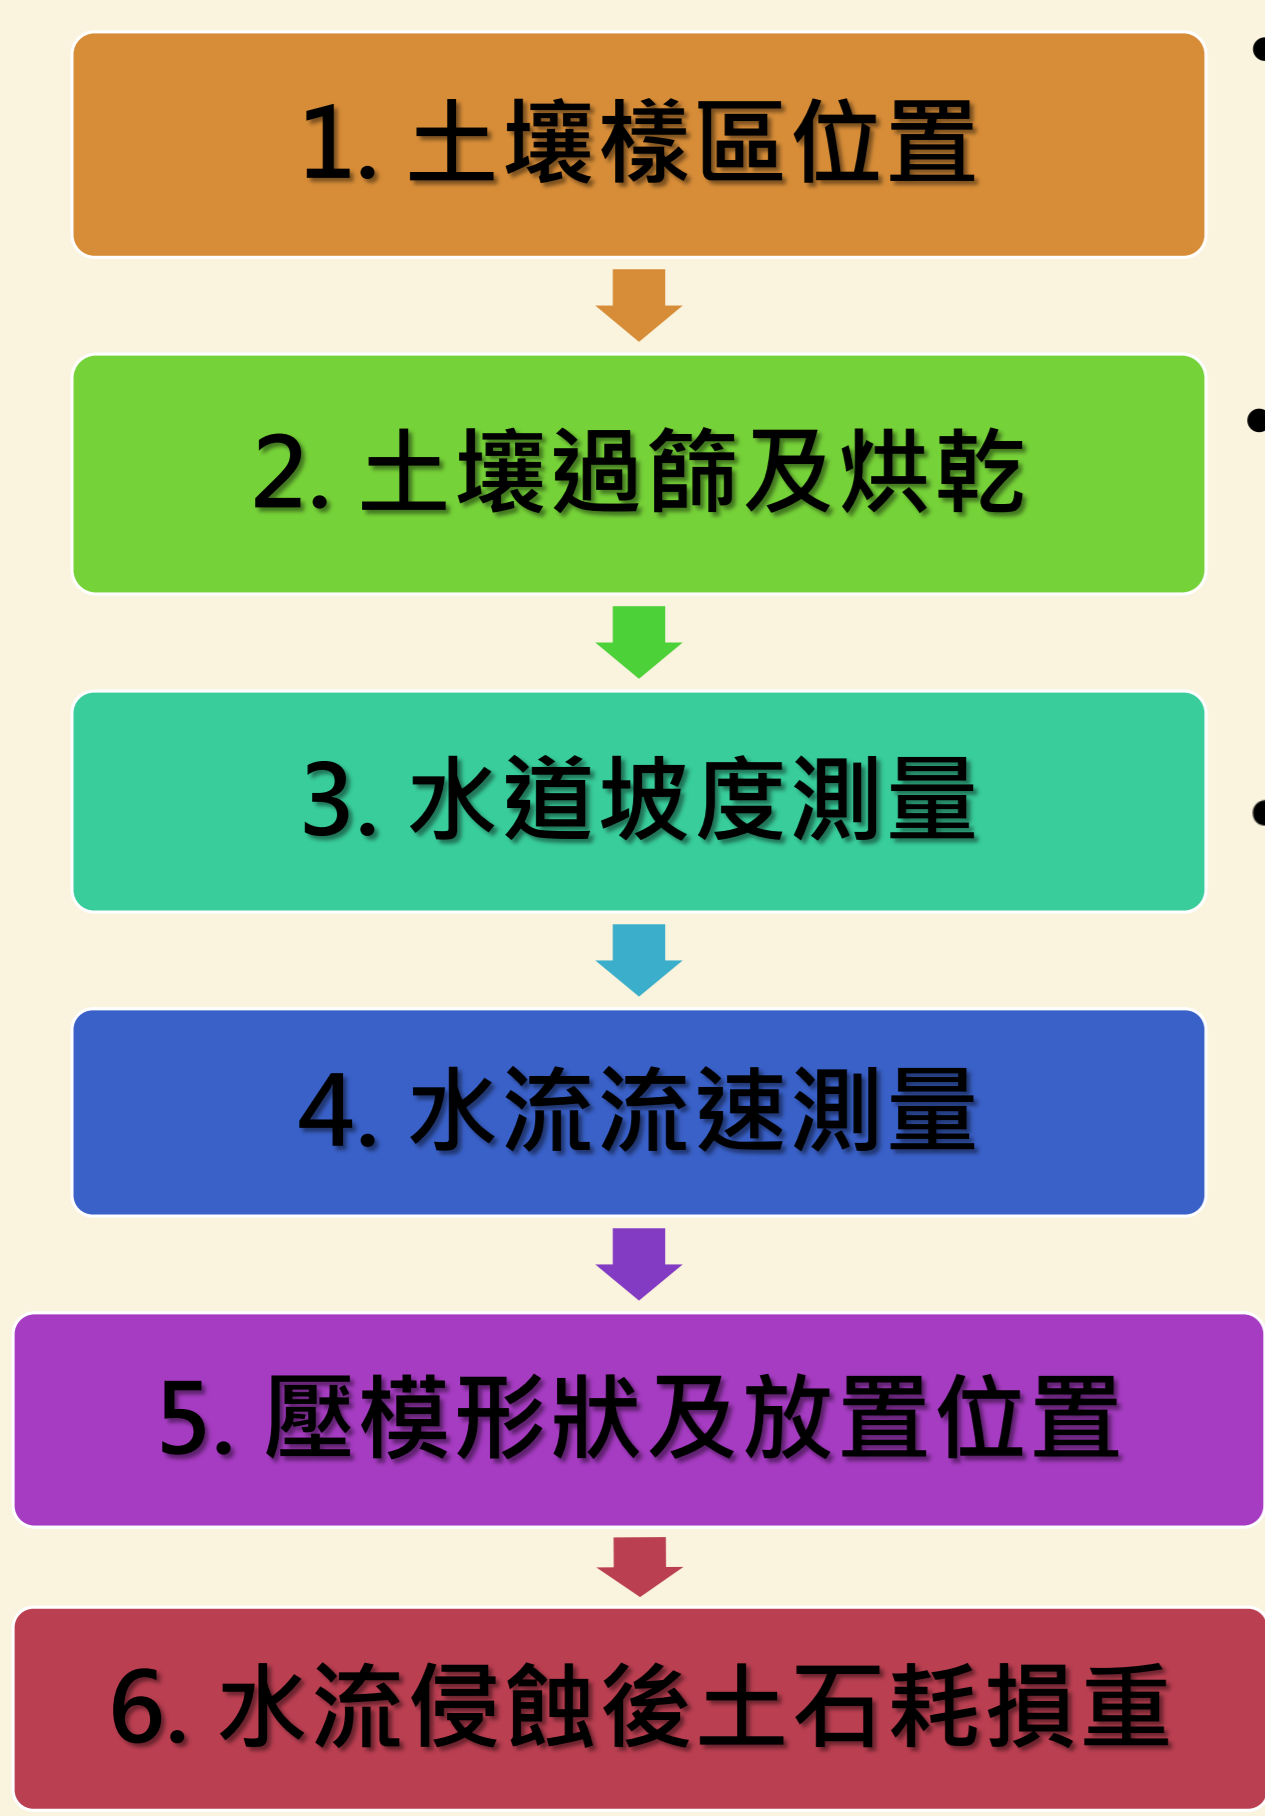 1. 土壤樣區位置
2. 土壤過篩及烘乾
3. 水道坡度測量
4. 水流流速測量
5. 壓模形狀及放置位置
6. 水流侵蝕後土石耗損重